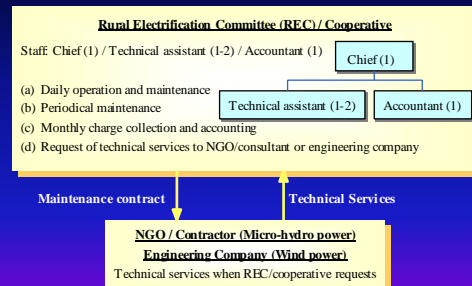 Rural Electrification Committee (REC) / Cooperative
Staff: Chief (1) / Technical assistant (1-2) / Accountant (1)
Chief (1)
(a) Daily operation and maintenance
(b) Periodical maintenance
Technical assistant (1-2)
Accountant (1)
(c) Monthly charge collection and accounting
(d) Request of technical services to NGO/consultant or engineering company
Maintenance contract
Technical Services
NGO / Contractor (Micro-hydro power)
Engineering Company (Wind power)
Technical services when REC/cooperative requests